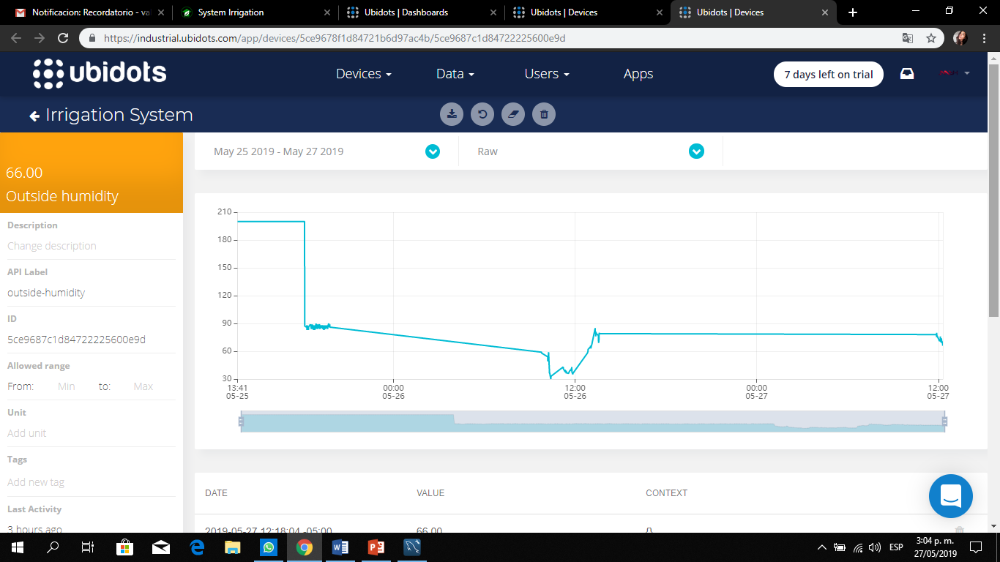 Notificacion: Recordatorio - va
System Irrigation
Ubidots | Dashboards
Ubidots | Devices
Ubidots | Devices
https://industrial.ubidots.com/app/devices/5ce9678f1d84721b6d97ac4b/5ce9687c1d84722225600e9d
ubidots
Devices
Data
Users
Apps
7 days left on trial
Irrigation System
66.00
Outside humidity
Description
Change description
API Label
outside-humidity
ID
5ce9687c1d84722225600e9d
Allowed range
From: Min to: Max
Unit
Add unit
Tags
Add new tag
Last Activity
3 hours ago
May 25 2019 - May 27 2019
Raw
210
180
150
120
90
60
30
13:41 00:00 12:00 00:00 12:00
05-25 05-26 05-26 05-27 05-27
DATE VALUE CONTEXT
2019-05-27 12:18:04 -05:00 66.00 {}
ESP
3:04 p. m.
27/05/2019